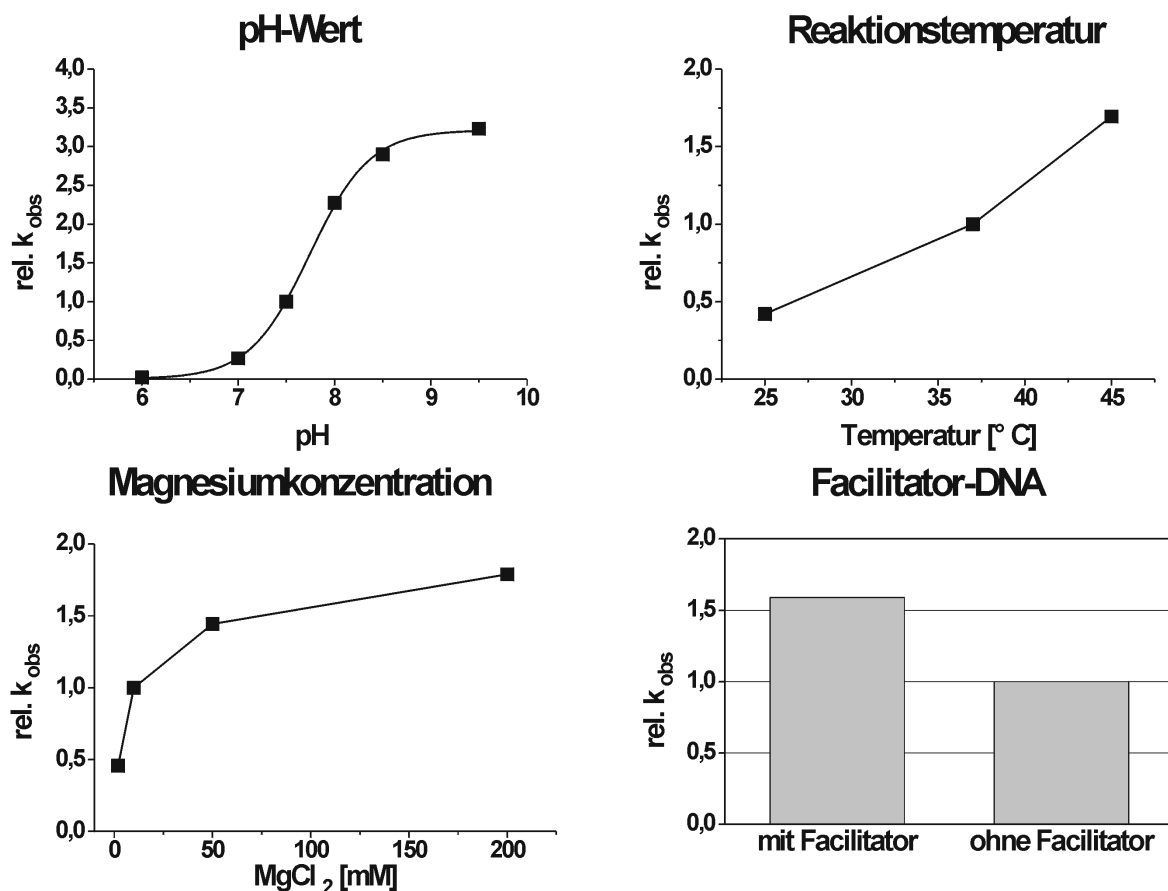 pH-Wert
4,0
3,5
3,0
2,5
2,0
1,5
1,0
0,5
0,0
rel. k obs
6 7 8 9 10
pH
Reaktionstemperatur
2,0
1,5
1,0
0,5
0,0
rel. k obs
25 30 35 40 45
Temperatur [° C]
Magnesiumkonzentration
2,0
1,5
1,0
0,5
0,0
rel. k obs
0 50 100 150 200
MgCl 2 [mM]
Facilitator-DNA
2,0
1,5
1,0
0,5
0,0
rel. k obs
mit Facilitator ohne Facilitator